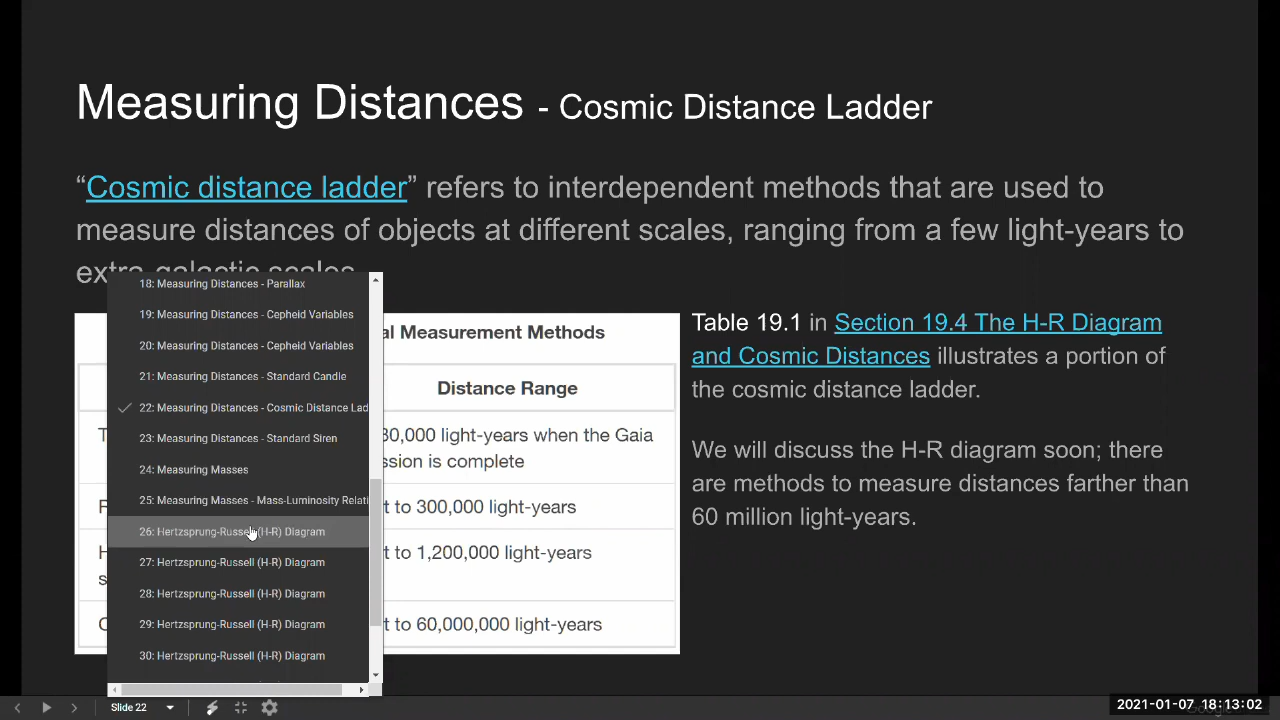 Measuring Distances - Cosmic Distance Ladder
“Cosmic distance ladder” refers to interdependent methods that are used to
measure distances of objects at different scales, ranging from a few light-years to
extra-galactic scales.
18: Measuring Distances - Parallax
19: Measuring Distances - Cepheid Variables
20: Measuring Distances - Cepheid Variables
21: Measuring Distances - Standard Candle
22: Measuring Distances - Cosmic Distance Lad
23: Measuring Distances - Standard Siren
24: Measuring Masses
25: Measuring Masses - Mass-Luminosity Relati
26: Hertzsprung-Russell (H-R) Diagram
27: Hertzsprung-Russell (H-R) Diagram
28: Hertzsprung-Russell (H-R) Diagram
29: Hertzsprung-Russell (H-R) Diagram
30: Hertzsprung-Russell (H-R) Diagram
al Measurement Methods
Distance Range
30,000 light-years when the Gaia
ssion is complete
t to 300,000 light-years
t to 1,200,000 light-years
t to 60,000,000 light-years
Table 19.1 in Section 19.4 The H-R Diagram
and Cosmic Distances illustrates a portion of
the cosmic distance ladder.
We will discuss the H-R diagram soon; there
are methods to measure distances farther than
60 million light-years.
Slide 22
2021-01-07 18:13:02